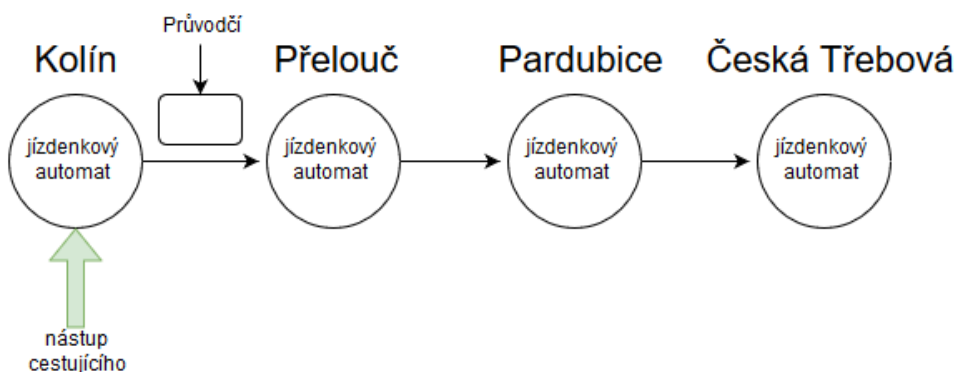 Průvodčí
Kolín
Přelouč
Pardubice
Česká Třebová
jízdenkový
automat
jízdenkový
automat
jízdenkový
automat
jízdenkový
automat
nástup
cestujícího